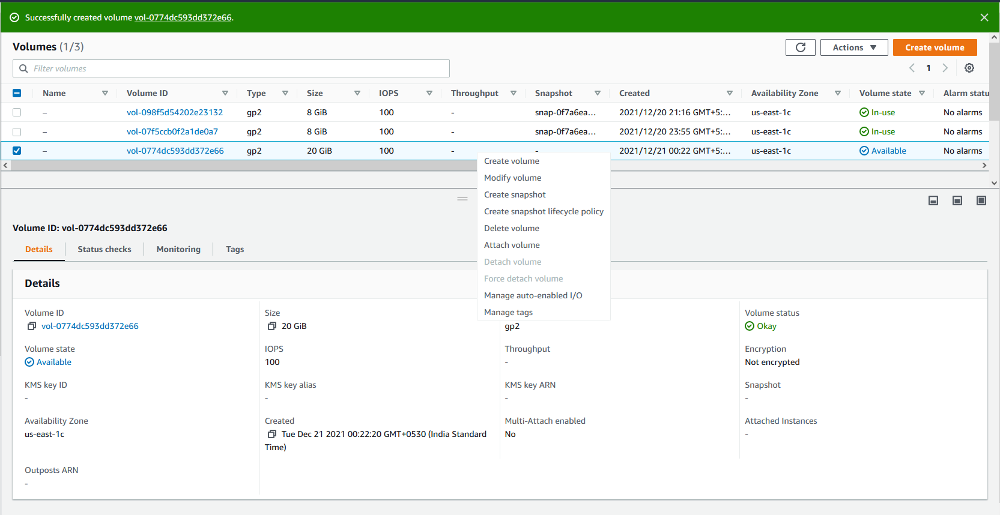 Successfully created volume vol-0774dc593dd372e66.
Volumes (1/3)
Actions
Create volume
Filter volumes
1
Name Volume ID Type Size IOPS Throughput Snapshot Created Availability Zone Volume state Alarm statu
– vol-098f5d54202e23132 gp2 8 GiB 100 - snap-0f7a6ea... 2021/12/20 21:16 GMT+5:... us-east-1c In-use No alarms
– vol-07f5ccb0f2a1de0a7 gp2 8 GiB 100 - snap-0f7a6ea... 2021/12/20 23:55 GMT+5:... us-east-1c In-use No alarms
– vol-0774dc593dd372e66 gp2 20 GiB 100 - - 2021/12/21 00:22 GMT+5:... us-east-1c Available No alarms
Create volume
Modify volume
Create snapshot
Create snapshot lifecycle policy
Delete volume
Attach volume
Detach volume
Force detach volume
Manage auto-enabled I/O
Manage tags
Volume ID: vol-0774dc593dd372e66
Details Status checks Monitoring Tags
Details
Volume ID
vol-0774dc593dd372e66
Size
20 GiB
gp2
Volume status
Okay
Volume state
Available
IOPS
100
Throughput
-
Encryption
Not encrypted
KMS key ID
-
KMS key alias
-
KMS key ARN
-
Snapshot
-
Availability Zone
us-east-1c
Created
Tue Dec 21 2021 00:22:20 GMT+0530 (India Standard
Time)
Multi-Attach enabled
No
Attached Instances
-
Outposts ARN
-